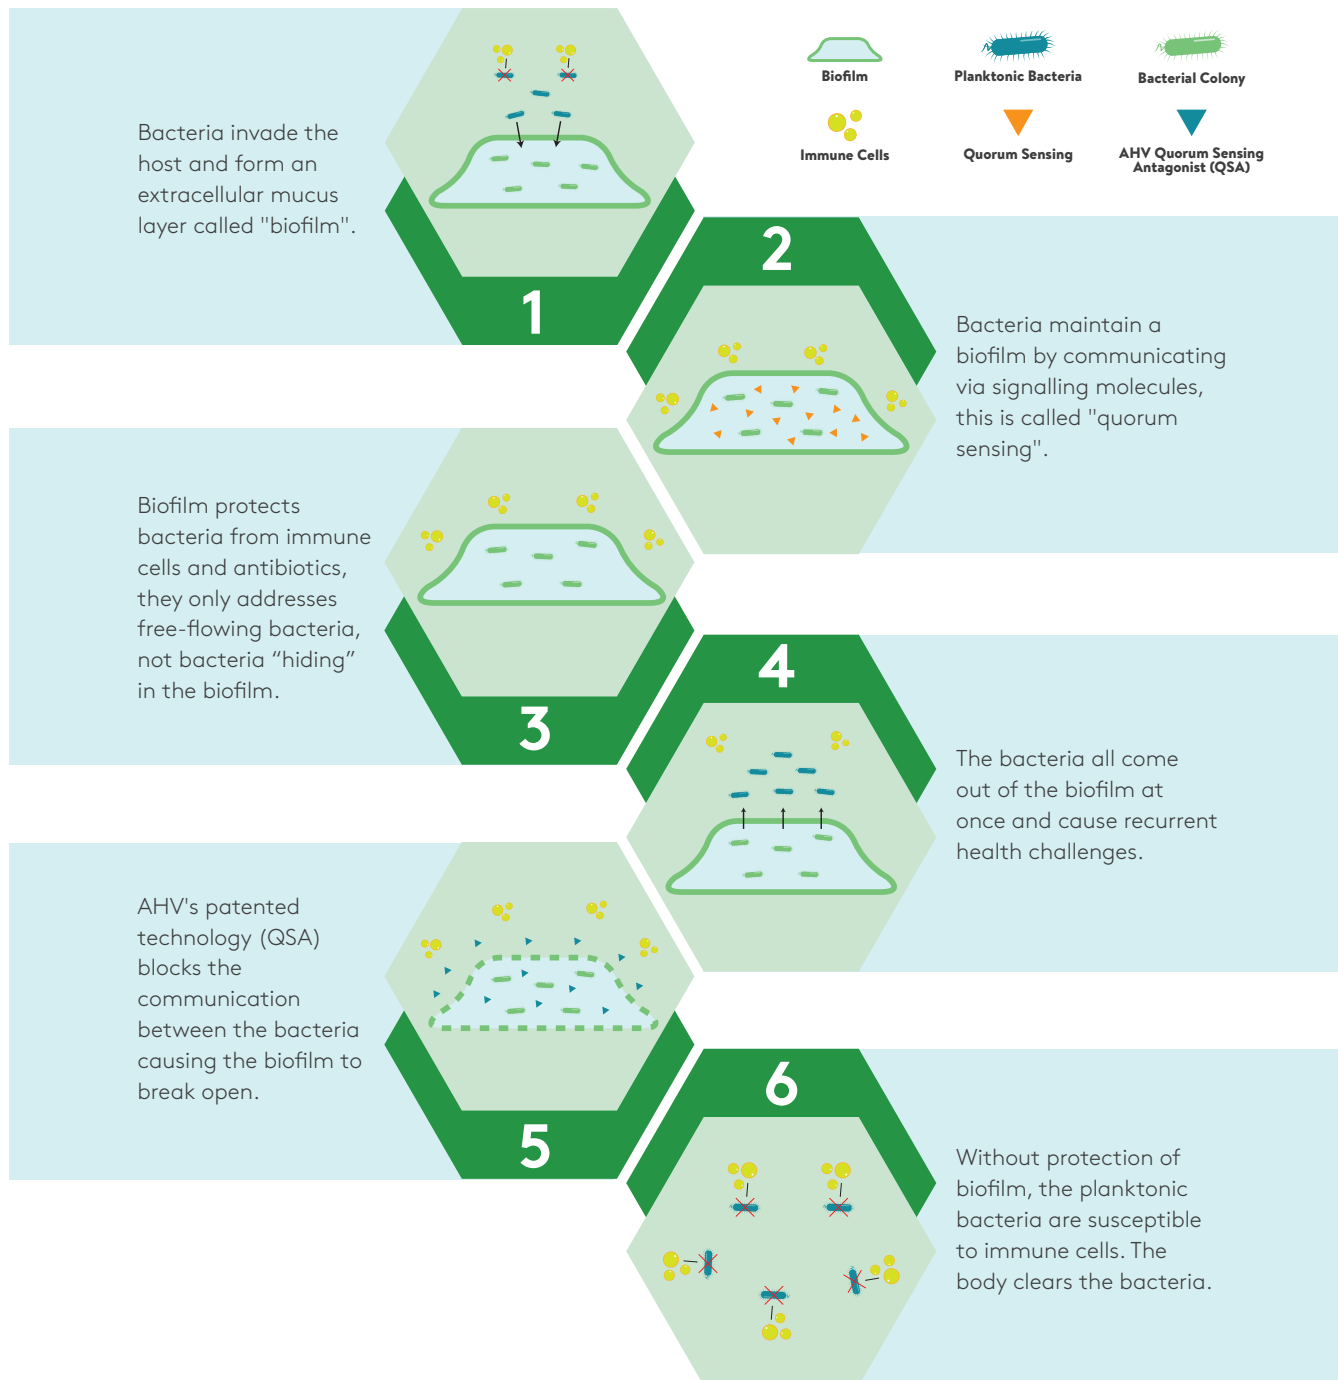 Biofilm
Planktonic Bacteria
Bacterial Colony
Immune Cells
Quorum Sensing
AHV Quorum Sensing
Antagonist (QSA)
Bacteria invade the
host and form an
extracellular mucus
layer called "biofilm".
1
2
Bacteria maintain a
biofilm by communicating
via signalling molecules,
this is called "quorum
sensing".
Biofilm protects
bacteria from immune
cells and antibiotics,
they only addresses
free-flowing bacteria,
not bacteria “hiding”
in the biofilm.
3
4
The bacteria all come
out of the biofilm at
once and cause recurrent
health challenges.
AHV's patented
technology (QSA)
blocks the
communication
between the bacteria
causing the biofilm to
break open.
5
6
Without protection of
biofilm, the planktonic
bacteria are susceptible
to immune cells. The
body clears the bacteria.